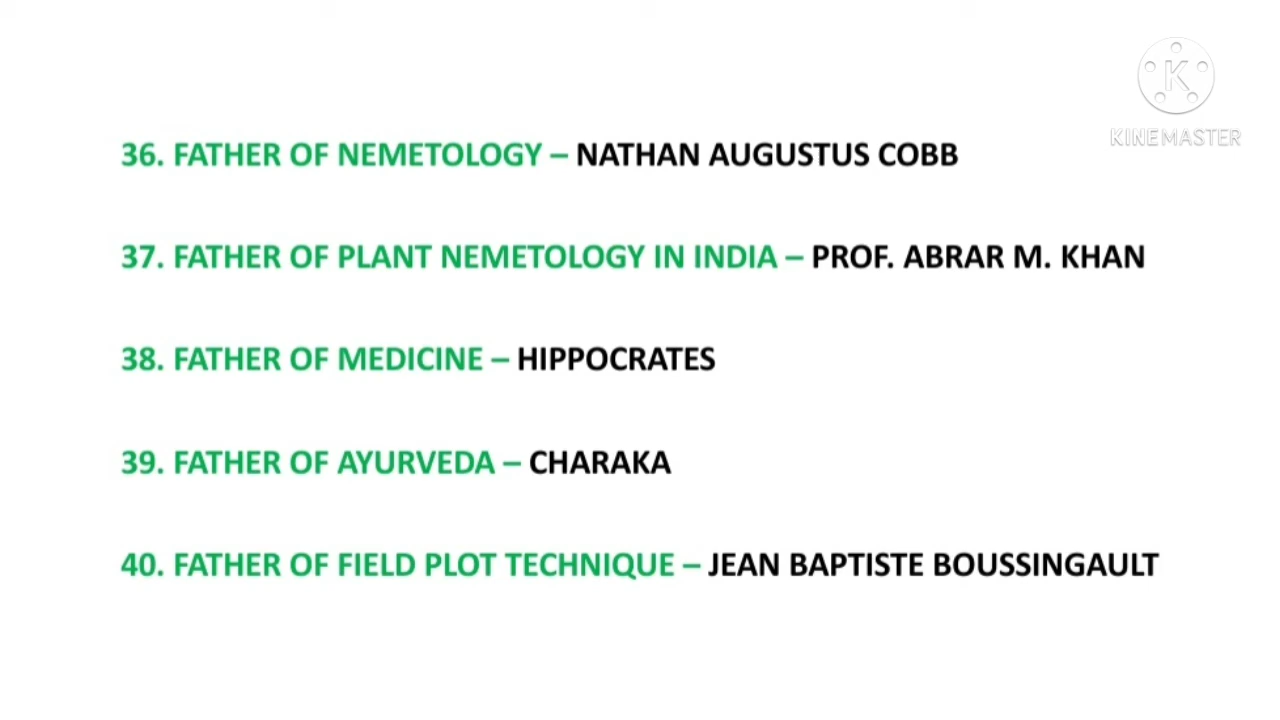 K
KINEMASTER
36. FATHER OF NEMETOLOGY – NATHAN AUGUSTUS COBB
37. FATHER OF PLANT NEMETOLOGY IN INDIA – PROF. ABRAR M. KHAN
38. FATHER OF MEDICINE – HIPPOCRATES
39. FATHER OF AYURVEDA – CHARAKA
40. FATHER OF FIELD PLOT TECHNIQUE – JEAN BAPTISTE BOUSSINGAULT